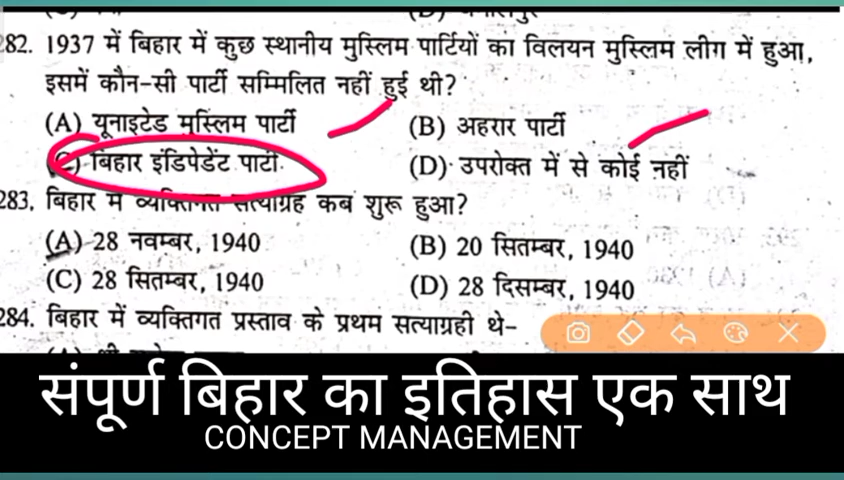 282. 1937 में बिहार में कुछ स्थानीय मुस्लिम पार्टियों का विलयन मुस्लिम लीग में हुआ,
इसमें कौन-सी पार्टी सम्मिलित नहीं हुई थी?
(A) यूनाइटेड मुस्लिम पार्टी (B) अहरार पार्टी
(C) बिहार इंडिपेडेंट पार्टी (D) उपरोक्त में से कोई नहीं
283. बिहार में व्यक्तिगत सत्याग्रह कब शुरू हुआ?
(A) 28 नवम्बर, 1940 (B) 20 सितम्बर, 1940
(C) 28 सितम्बर, 1940 (D) 28 दिसम्बर, 1940
284. बिहार में व्यक्तिगत प्रस्ताव के प्रथम सत्याग्रही थे-
संपूर्ण बिहार का इतिहास एक साथ
CONCEPT MANAGEMENT